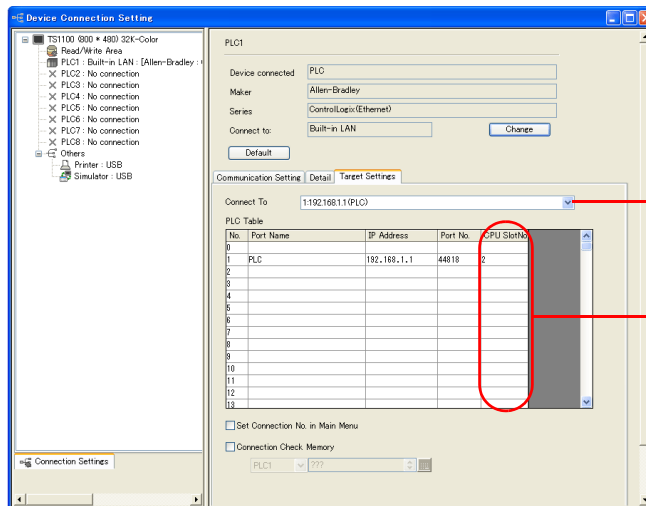 Device Connection Setting
TS1100 (800 * 480) 32K-Color
Read/Write Area
PLC1 : Built-in LAN : [Allen-Bradley :
PLC2 : No connection
PLC3 : No connection
PLC4 : No connection
PLC5 : No connection
PLC6 : No connection
PLC7 : No connection
PLC8 : No connection
Others
Printer : USB
Simulator : USB
Connection Settings
PLC1
Device connected PLC
Maker Allen-Bradley
Series ControlLogix(Ethernet)
Connect to: Built-in LAN Change
Default
Communication Setting Detail Target Settings
Connect To 1:192.168.1.1(PLC)
PLC Table
No. Port Name IP Address Port No. CPU SlotNo
0
1 PLC 192.168.1.1 44818 2
2
3
4
5
6
7
8
9
10
11
12
13
Set Connection No. in Main Menu
Connection Check Memory
PLC1 ???